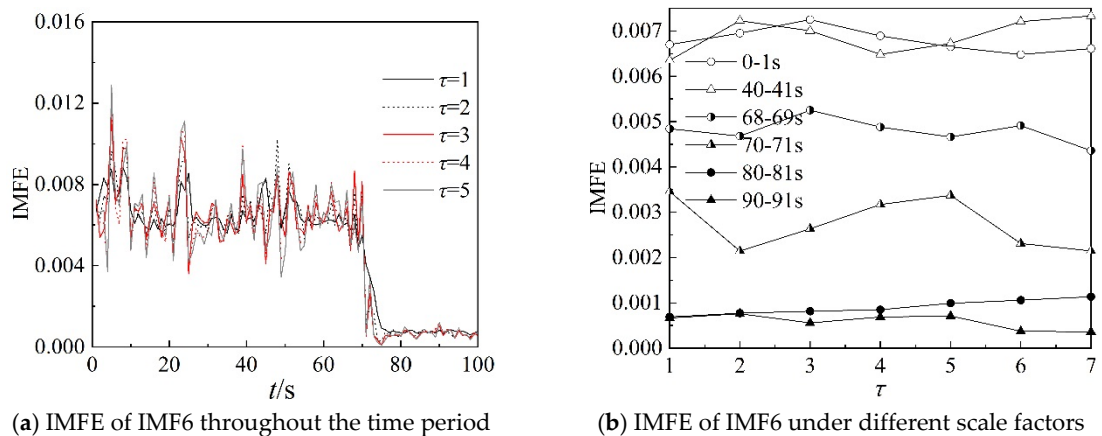 0.016
0.012
0.008
0.004
0.000
IMFE
0 20 40 60 80 100
t/s
τ=1
τ=2
τ=3
τ=4
τ=5
(a) IMFE of IMF6 throughout the time period
0.007
0.006
0.005
0.004
0.003
0.002
0.001
0.000
IMFE
1 2 3 4 5 6 7
τ
0-1s
40-41s
68-69s
70-71s
80-81s
90-91s
(b) IMFE of IMF6 under different scale factors